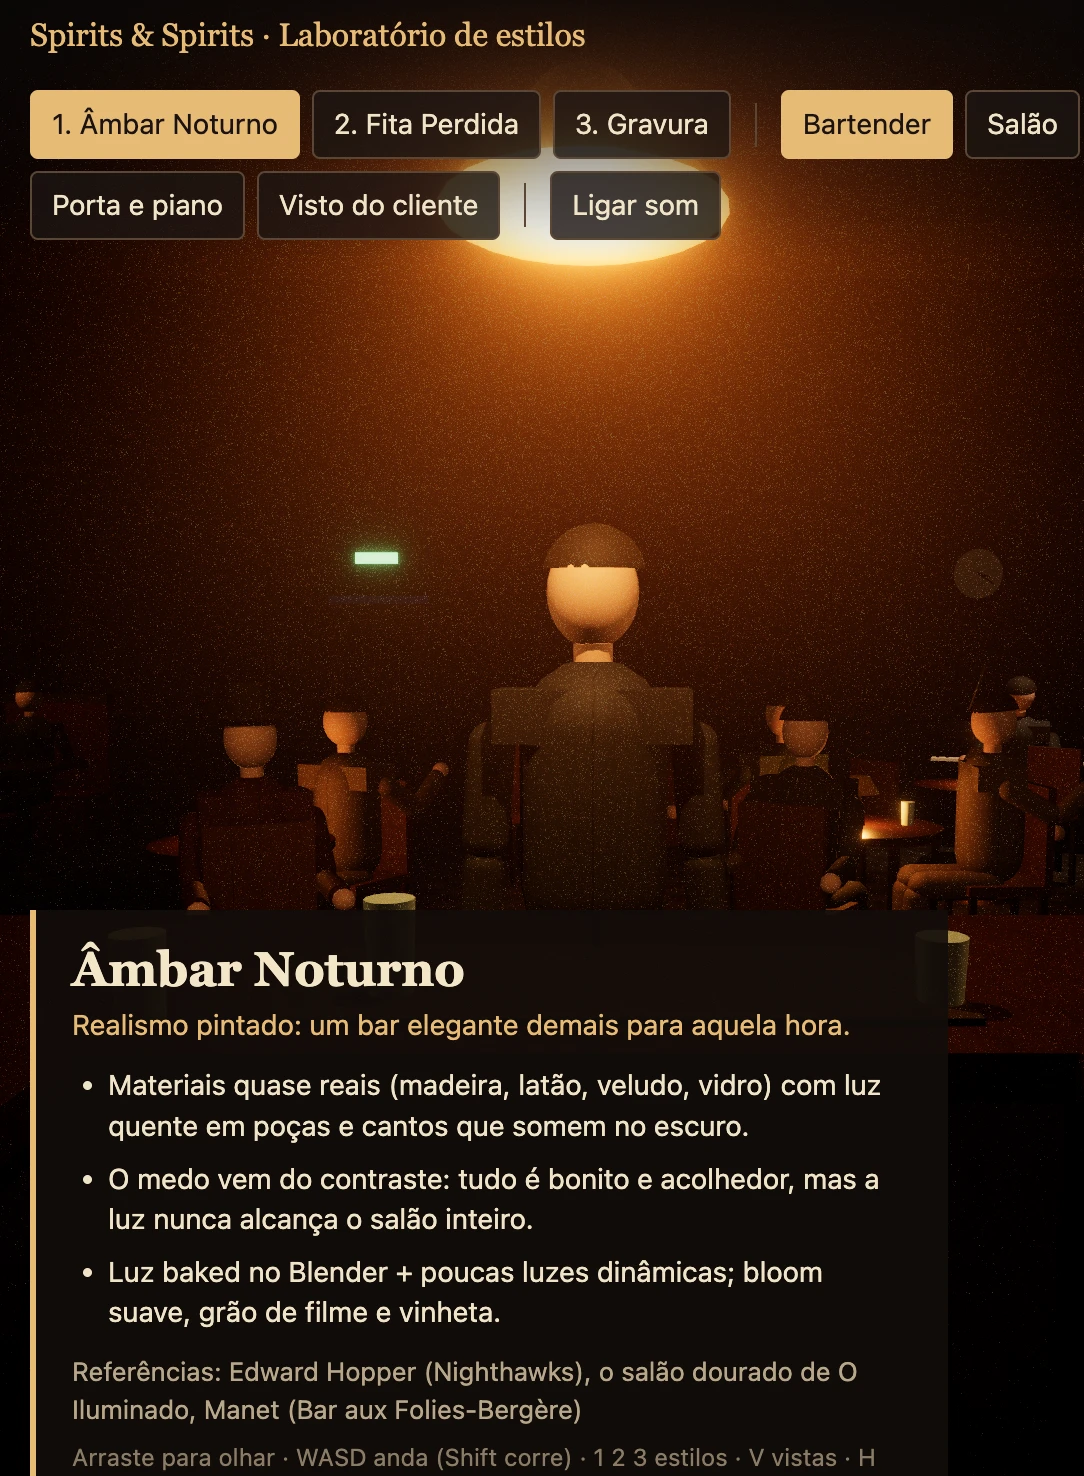 Spirits & Spirits · Laboratório de estilos
1. Âmbar Noturno 2. Fita Perdida 3. Gravura Bartender Salão
Porta e piano Visto do cliente Ligar som
Âmbar Noturno
Realismo pintado: um bar elegante demais para aquela hora.
• Materiais quase reais (madeira, latão, veludo, vidro) com luz
quente em poças e cantos que somem no escuro.
• O medo vem do contraste: tudo é bonito e acolhedor, mas a
luz nunca alcança o salão inteiro.
• Luz baked no Blender + poucas luzes dinâmicas; bloom
suave, grão de filme e vinheta.
Referências: Edward Hopper (Nighthawks), o salão dourado de O
Iluminado, Manet (Bar aux Folies-Bergère)
Arraste para olhar · WASD anda (Shift corre) · 1 2 3 estilos · V vistas · H